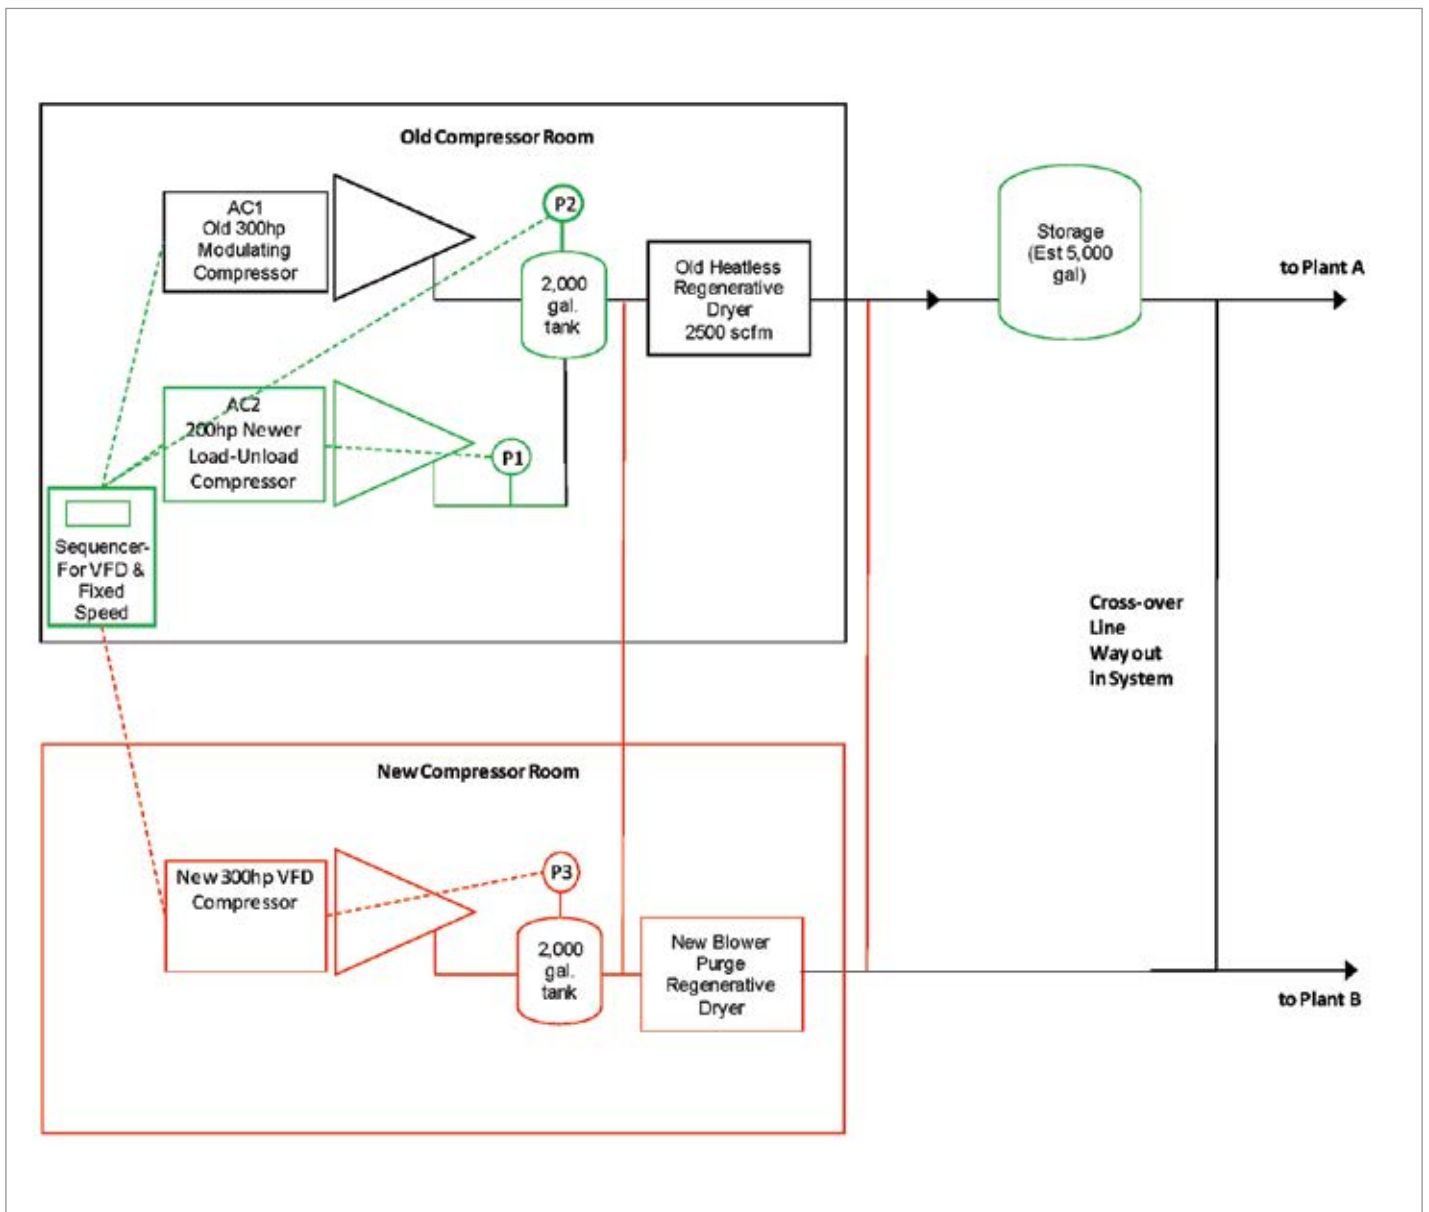 Old Compressor Room
AC1
Old 300hp
Modulating
Compressor
P2
2,000
gal.
tank
Old Heatless
Regenerative
Dryer
2500 scfm
Storage
(Est 5,000
gal)
to Plant A
AC2
200hp Newer
Load-Unload
Compressor
P1
Sequencer-
For VFD &
Fixed
Speed
Cross-over
Line
Way out
in System
New Compressor Room
New 300hp VFD
Compressor
P3
2,000
gal.
tank
New Blower
Purge
Regenerative
Dryer
to Plant B